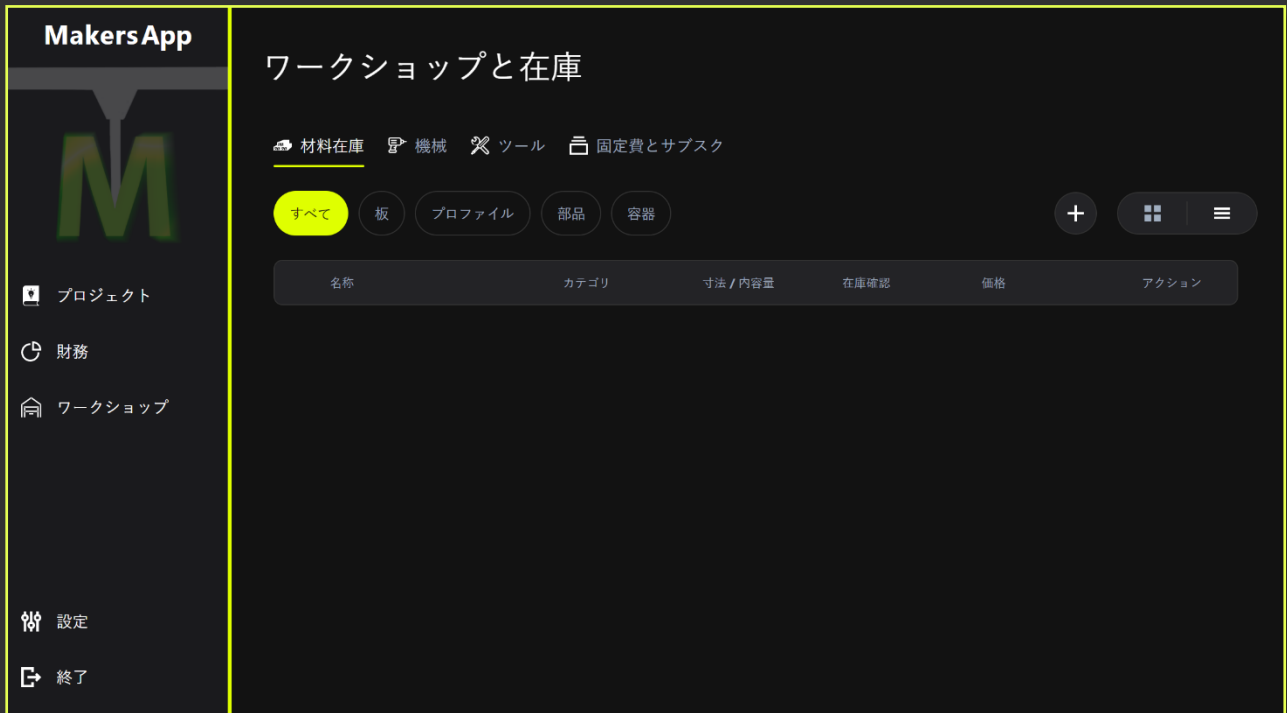 Makers App
ワークショップと在庫
材料在庫 機械 ツール 固定費とサブスク
すべて 板 プロファイル 部品 容器
名称 カテゴリ 寸法 / 内容量 在庫確認 価格 アクション
プロジェクト
財務
ワークショップ
設定
終了